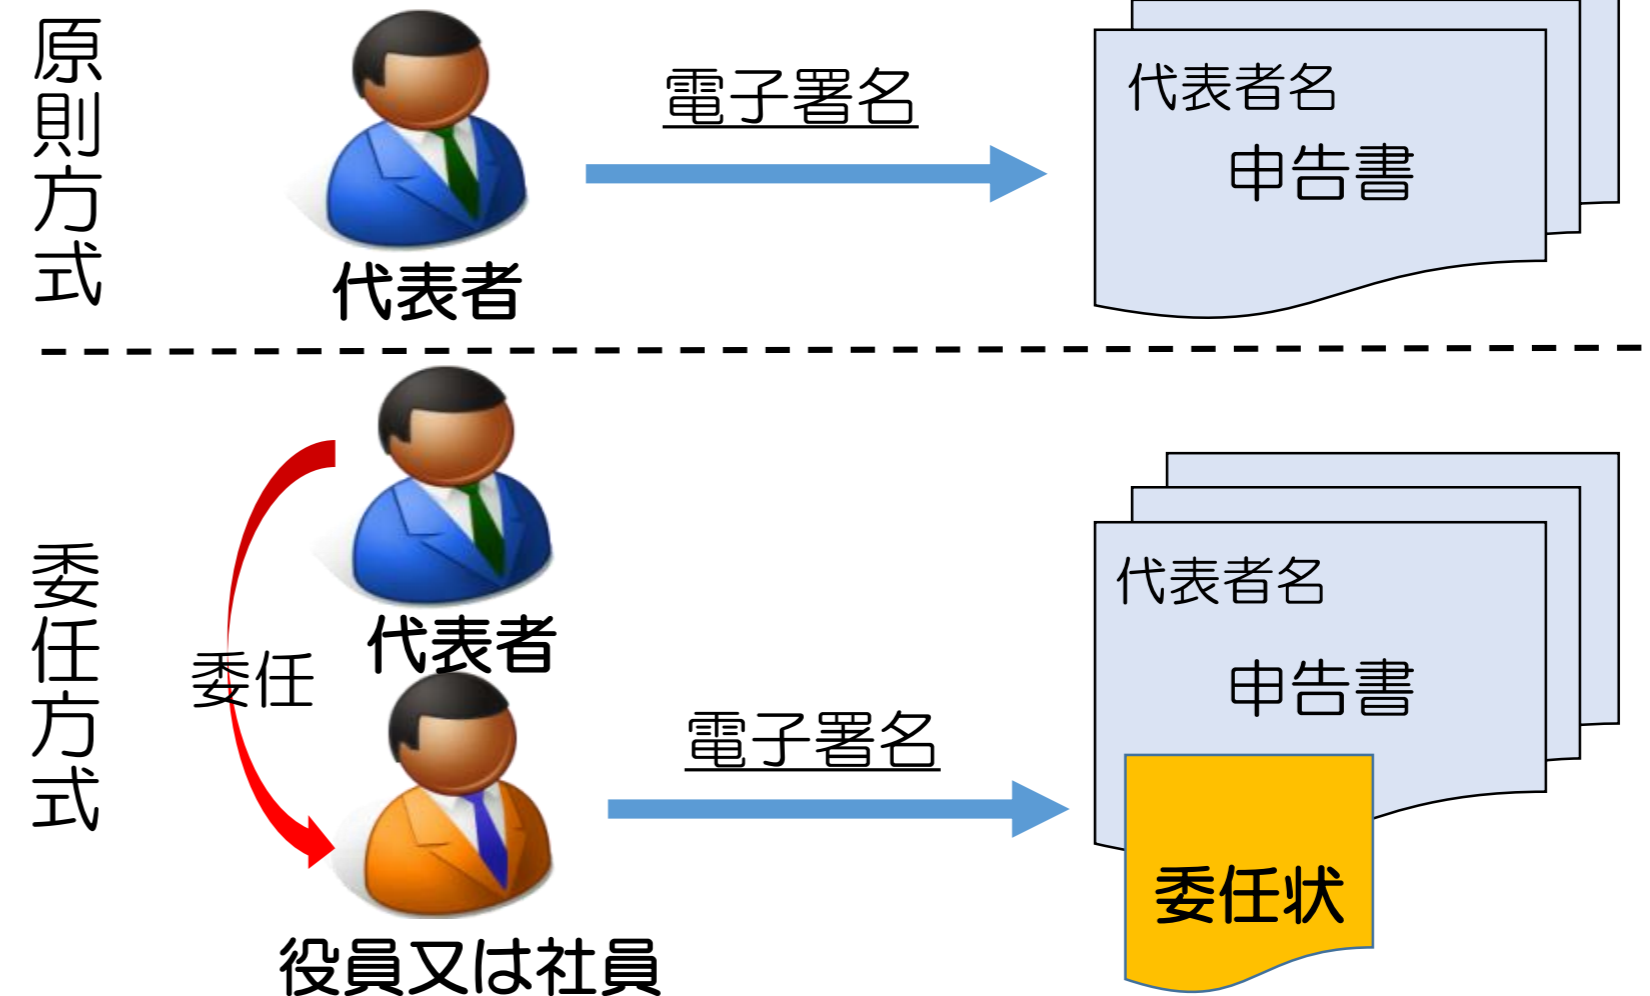 原則方式
電子署名
代表者名
申告書
代表者
委任方式
委任
代表者
電子署名
役員又は社員
代表者名
申告書
委任状